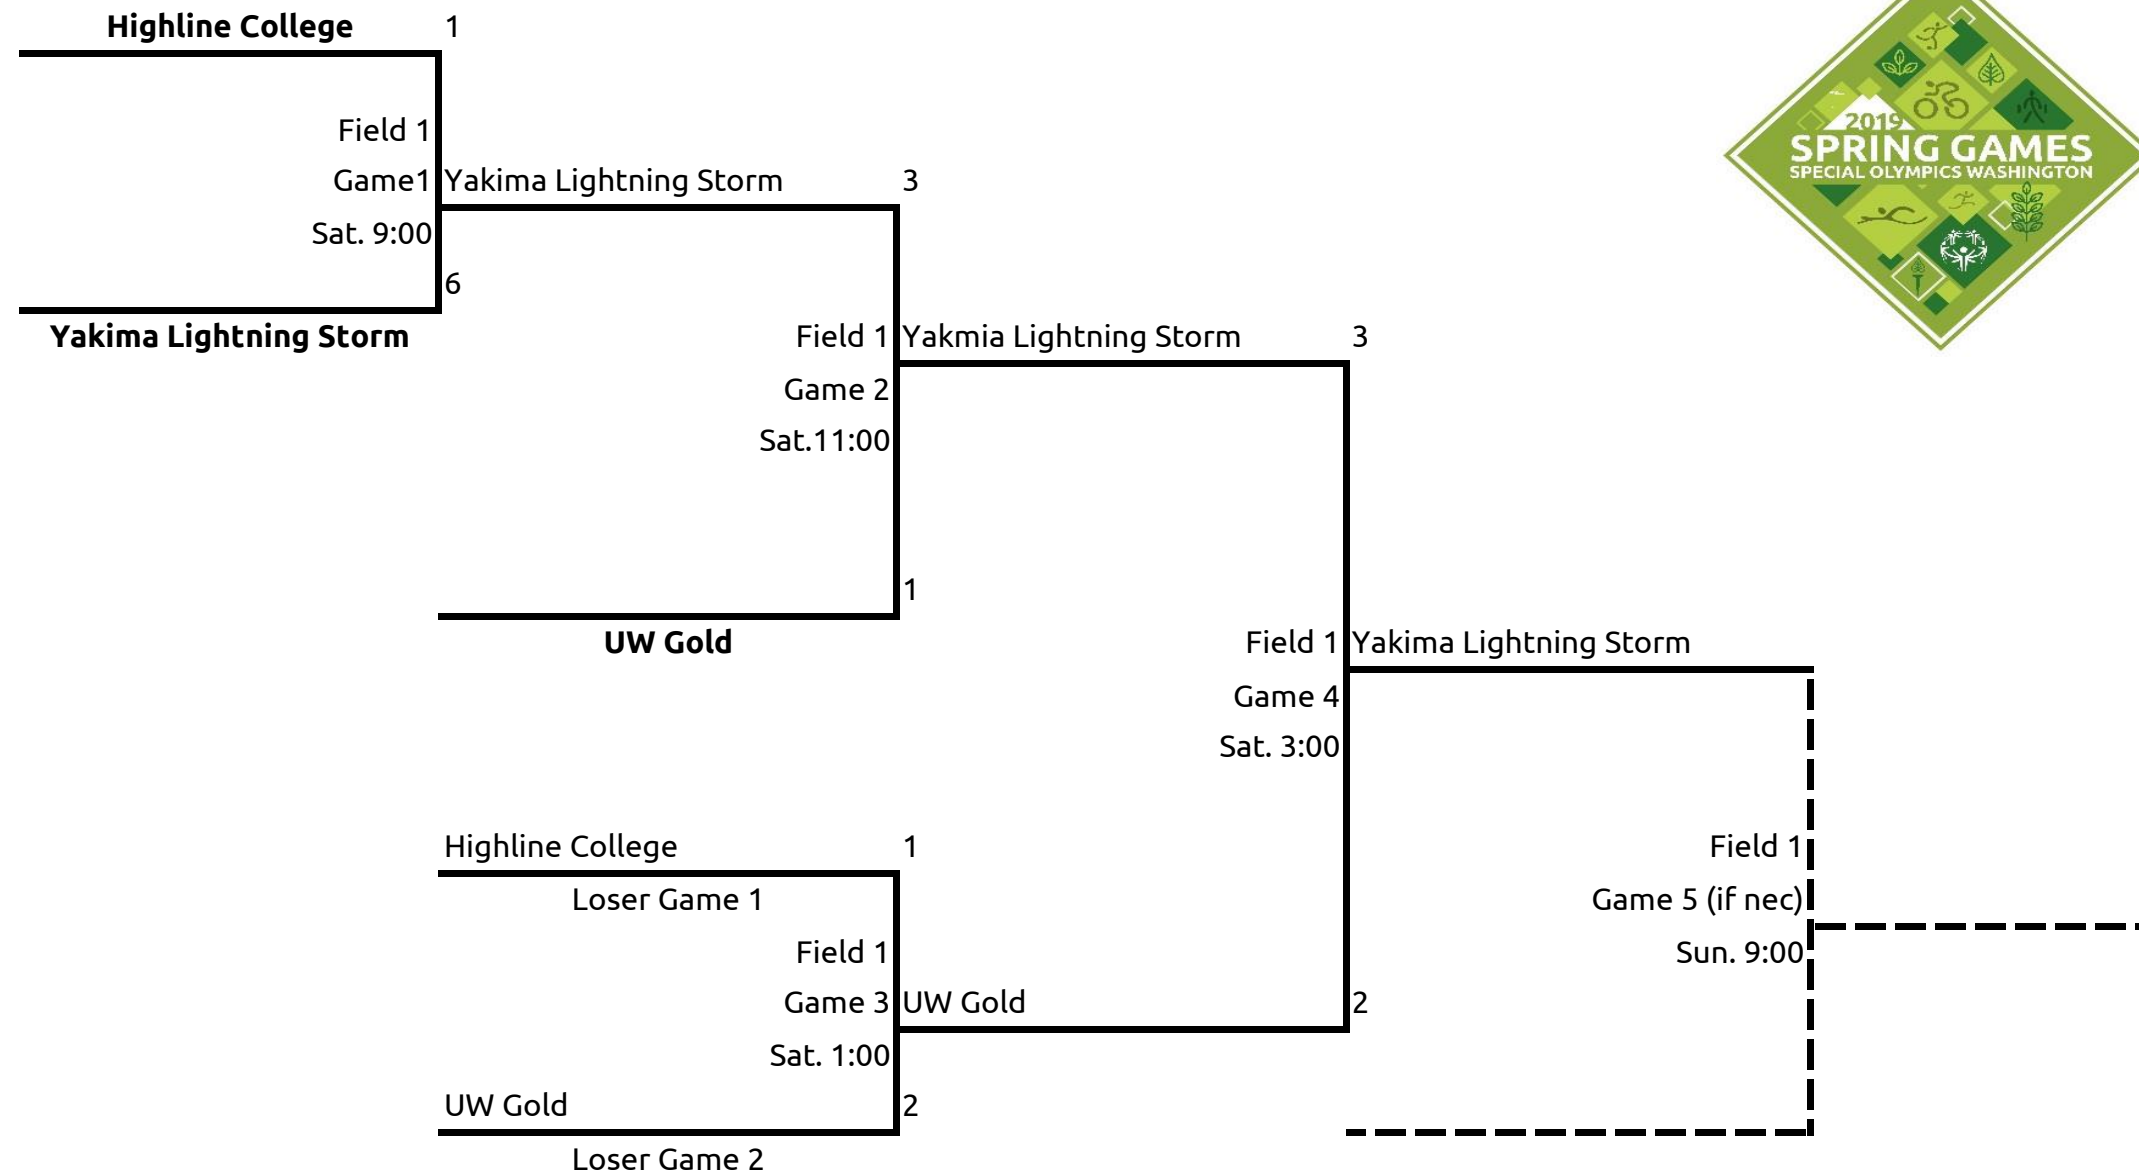 Highline College 1
2019
SPRING GAMES
SPECIAL OLYMPICS WASHINGTON
Field 1
Game1 Yakima Lightning Storm 3
Sat. 9:00
6
Yakima Lightning Storm
Field 1 Yakmia Lightning Storm 3
Game 2
Sat.11:00
1
UW Gold
Field 1 Yakima Lightning Storm
Game 4
Sat. 3:00
Highline College 1
Field 1
Loser Game 1
Game 5 (if nec)
Field 1
Sun. 9:00
Game 3 UW Gold 2
Sat. 1:00
UW Gold 2
Loser Game 2